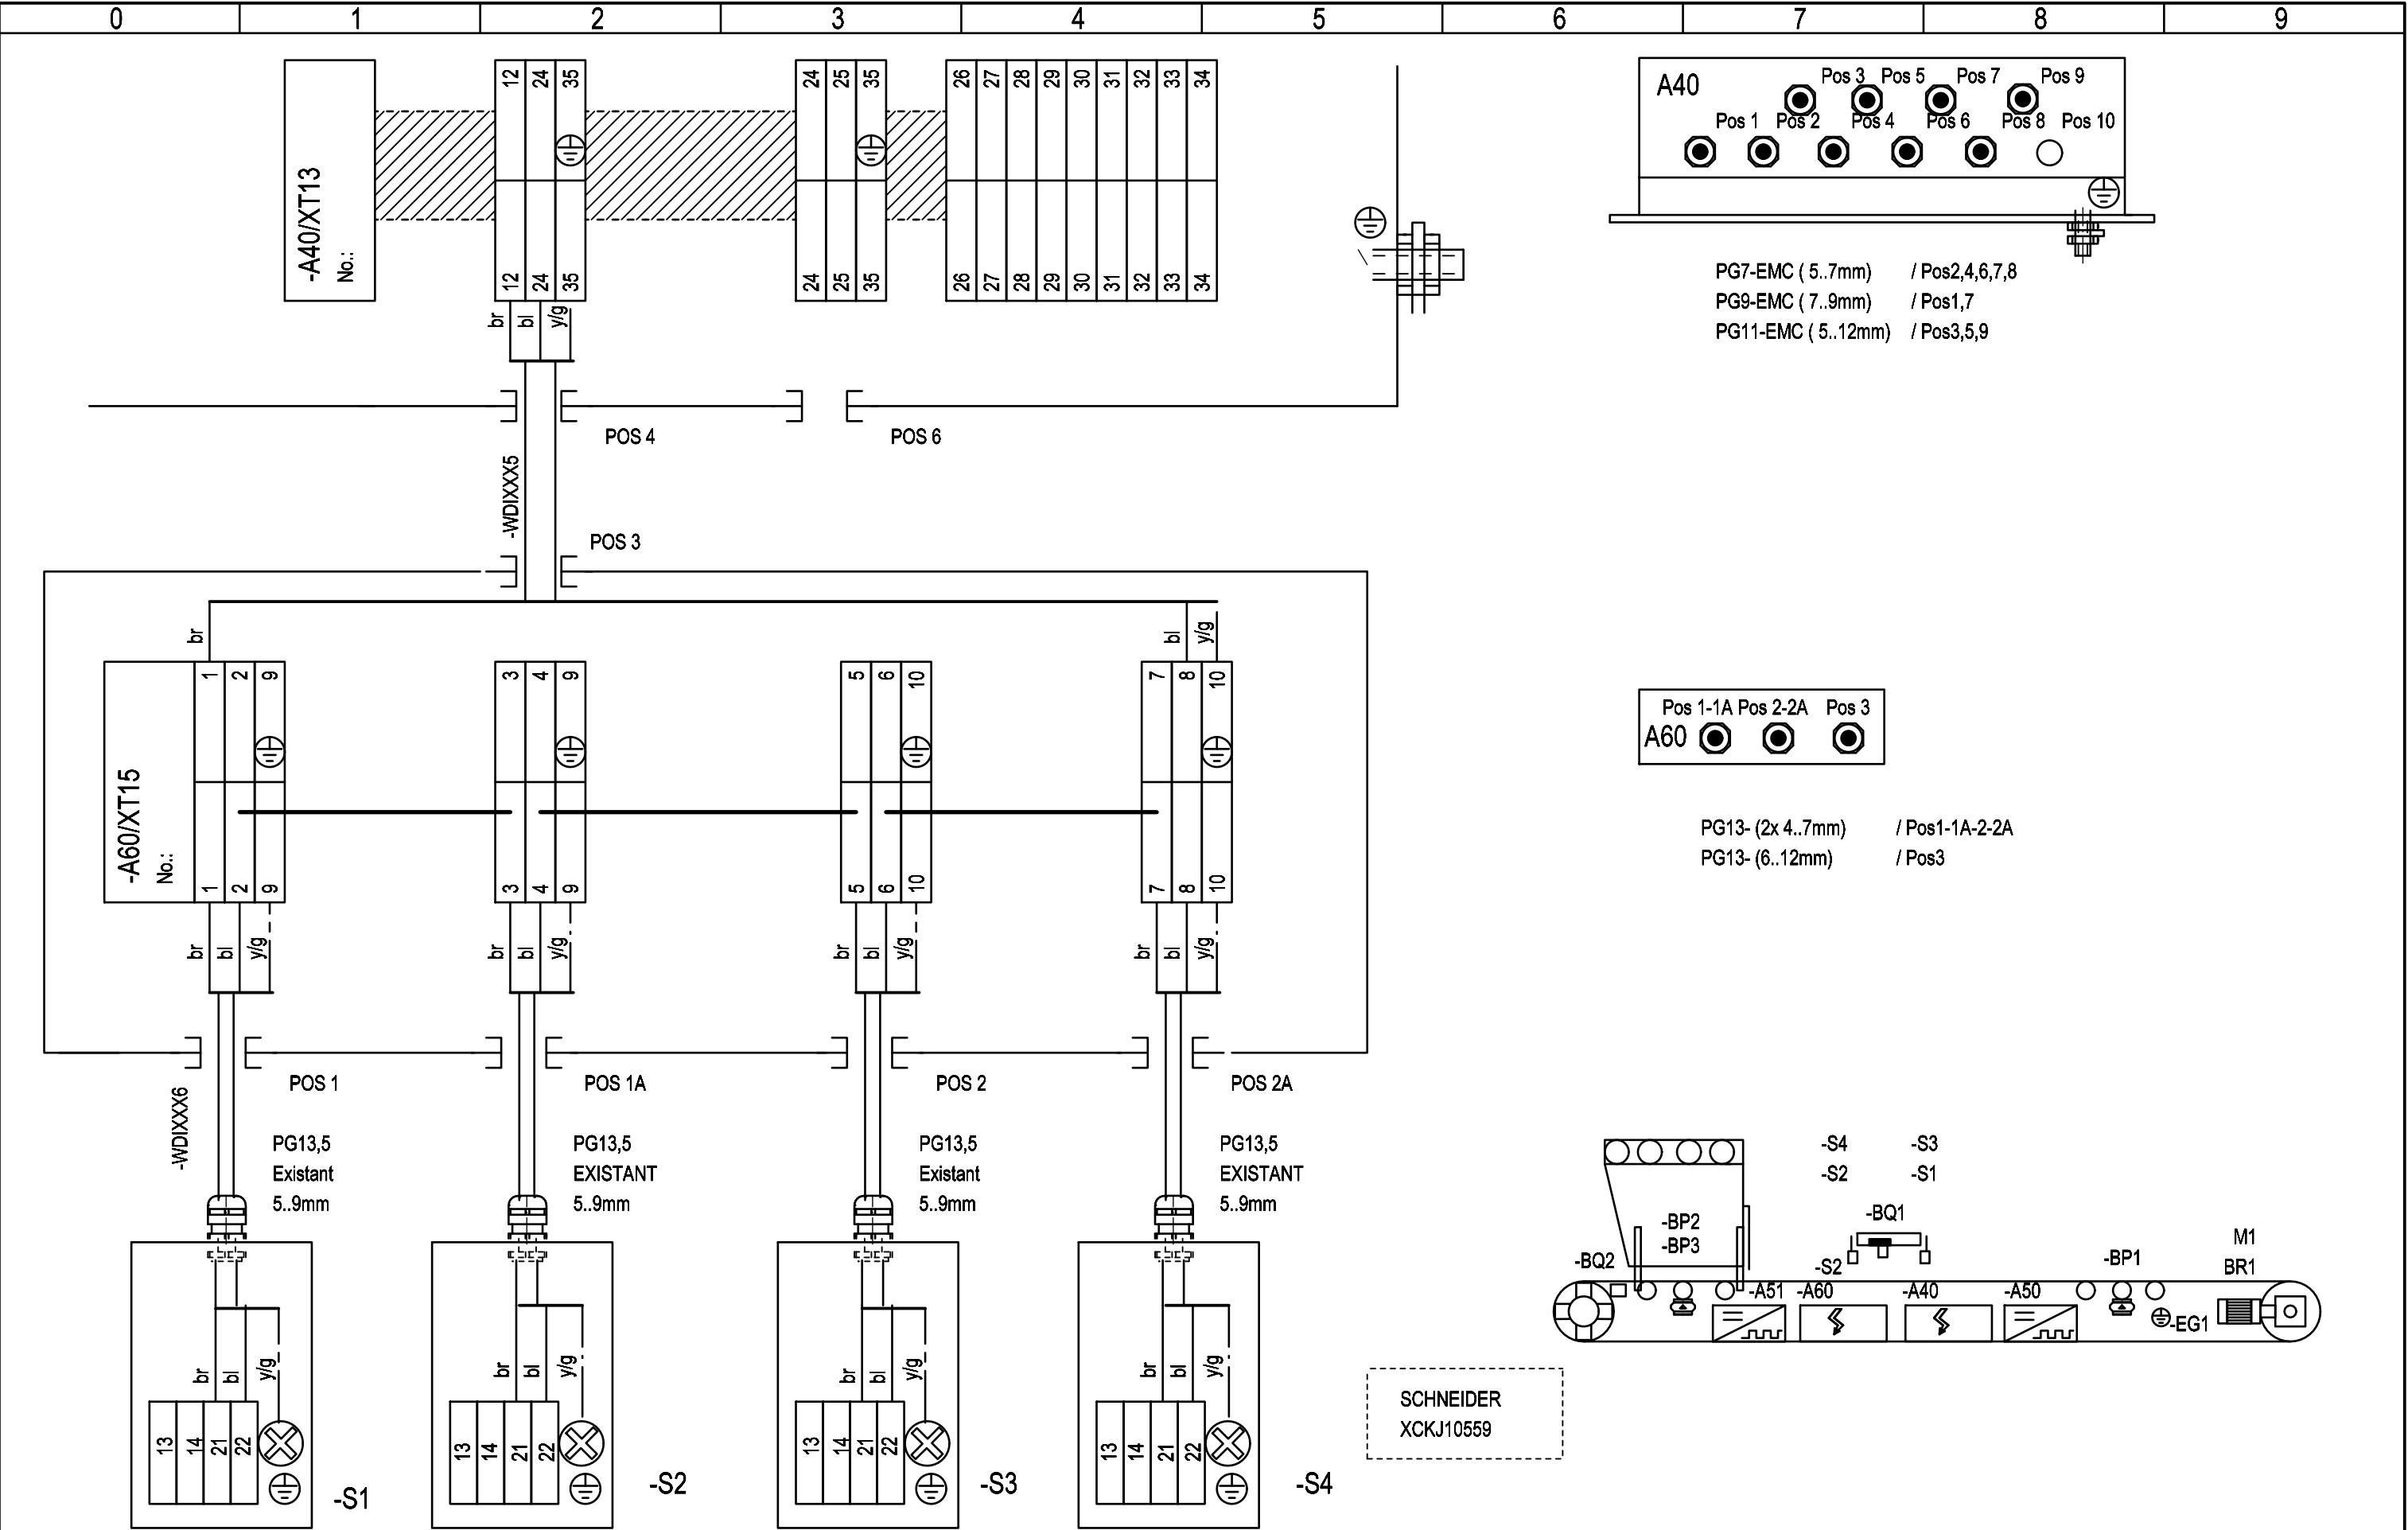 0 1 2 3 4 5 6 7 8 9
-A40/XT13
No.:
12 24 35
24 25 35
26 27 28 29 30 31 32 33 34
12 24 35
24 25 35
26 27 28 29 30 31 32 33 34
br bl y/g
POS 4
POS 6
-WDIXXX5
POS 3
A40
Pos 3 Pos 5 Pos 7 Pos 9
Pos 1 Pos 2 Pos 4 Pos 6 Pos 8 Pos 10
PG7-EMC ( 5..7mm) / Pos2,4,6,7,8
PG9-EMC ( 7..9mm) / Pos1,7
PG11-EMC ( 5..12mm) / Pos3,5,9
br
bl y/g
-A60/XT15
No.:
1 2 9
3 4 9
5 6 10
7 8 10
1 2 9
3 4 9
5 6 10
7 8 10
br bl y/g
br bl y/g
br bl y/g
br bl y/g
Pos 1-1A Pos 2-2A Pos 3
A60
PG13- (2x 4..7mm) / Pos1-1A-2-2A
PG13- (6..12mm) / Pos3
POS 1
POS 1A
POS 2
POS 2A
-WDIXXX6
PG13,5
Existant
5..9mm
PG13,5
EXISTANT
5..9mm
PG13,5
Existant
5..9mm
PG13,5
EXISTANT
5..9mm
br bl y/g
br bl y/g
br bl y/g
br bl y/g
13 14 21 22
-S1
13 14 21 22
-S2
13 14 21 22
-S3
13 14 21 22
-S4
SCHNEIDER
XCKJ10559
-S4 -S3
-S2 -S1
-BQ1
-BP2
-BP3
-BQ2
-S2
-BP1
M1
BR1
-A51 -A60 -A40 -A50
-EG1